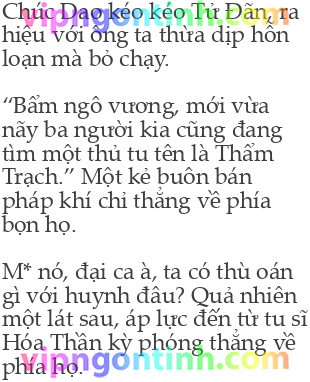 Chúc Dao kéo kéo Tử Đãn, ra
hiệu với ông ta thừa dịp hỗn
loạn mà bỏ chạy.
“Bẩm ngô vương, mới vừa
nãy ba người kia cũng đang
tìm một thủ tu tên là Thẩm
Trạch.” Một kẻ buôn bán
pháp khí chỉ thẳng về phía
bọn họ.
M* nó, đại ca à, ta có thù oán
gì với huynh đâu? Quả nhiên
một lát sau, áp lực đến từ tu sĩ
Hóa Thần kỳ phóng thẳng về
phía họ.
vipngontinh.com
vipngontinh.com